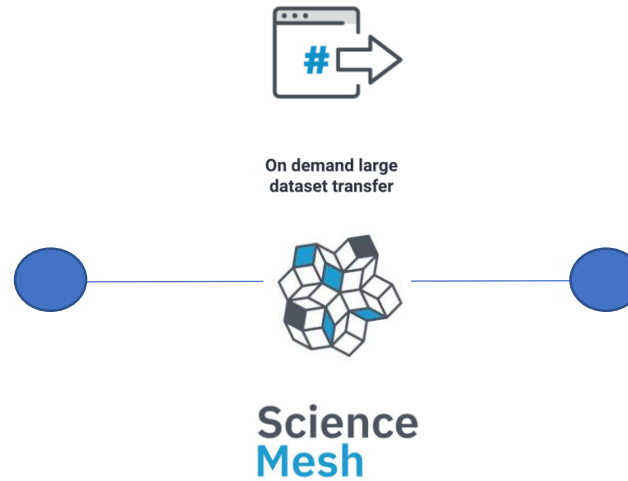 #
On demand large
dataset transfer
Science
Mesh